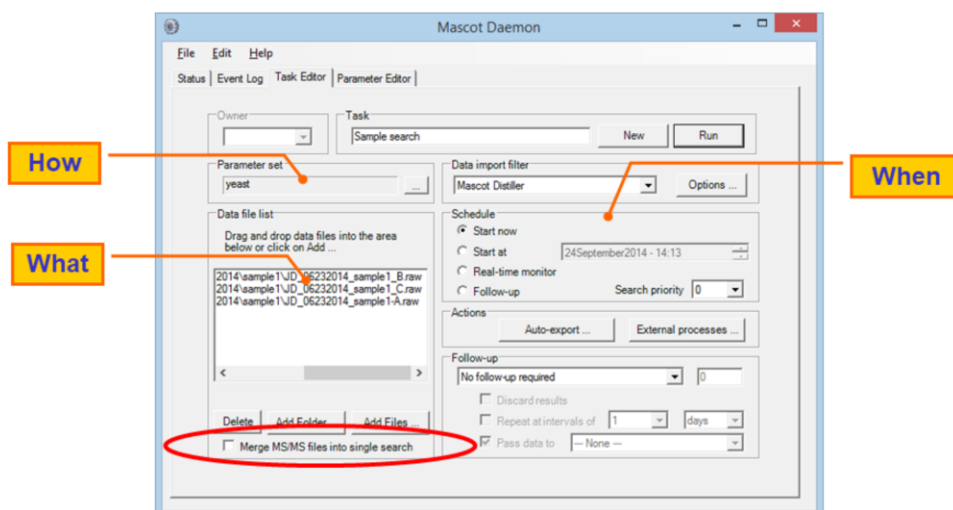 Mascot Daemon
File Edit Help
Status Event Log Task Editor Parameter Editor
Owner
Task
Sample search
New
Run
How
Parameter set
yeast
...
Data import filter
Mascot Distiller
Options ...
When
Data file list
Drag and drop data files into the area
below or click on Add ...
What
2014\sample1\JD_06232014_sample1_B.raw
2014\sample1\JD_06232014_sample1_C.raw
2014\sample1\JD_06232014_sample1-A.raw
Delete
Add Folder...
Add Files ...
Merge MS/MS files into single search
Schedule
Start now
Start at
24September2014 - 14:13
Real-time monitor
Follow-up
Search priority 0
Actions
Auto-export ...
External processes ...
Follow-up
No follow-up required
0
Discard results
Repeat at intervals of 1 days
Pass data to --- None ---